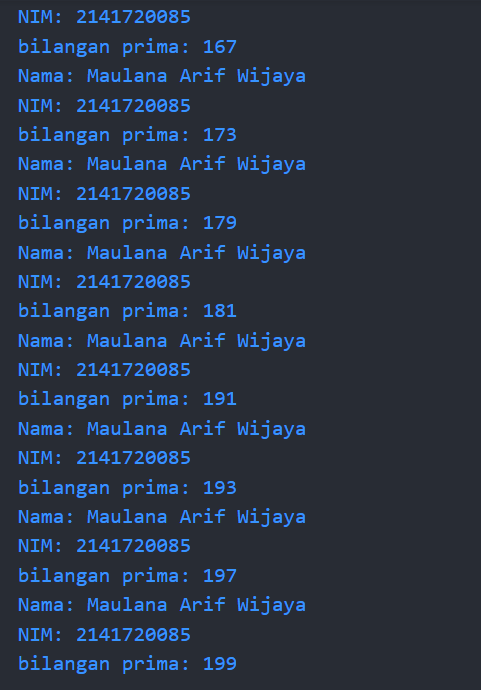 NIM: 2141720085
bilangan prima: 167
Nama: Maulana Arif Wijaya
NIM: 2141720085
bilangan prima: 173
Nama: Maulana Arif Wijaya
NIM: 2141720085
bilangan prima: 179
Nama: Maulana Arif Wijaya
NIM: 2141720085
bilangan prima: 181
Nama: Maulana Arif Wijaya
NIM: 2141720085
bilangan prima: 191
Nama: Maulana Arif Wijaya
NIM: 2141720085
bilangan prima: 193
Nama: Maulana Arif Wijaya
NIM: 2141720085
bilangan prima: 197
Nama: Maulana Arif Wijaya
NIM: 2141720085
bilangan prima: 199